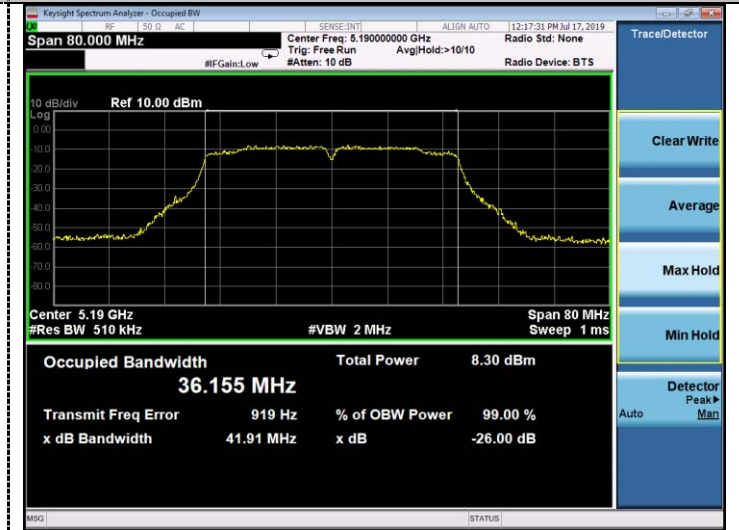 Keysight Spectrum Analyzer - Occupied BW
RF 50 Ω AC SENSE:INT ALIGN AUTO 12:17:31 PM Jul 17, 2019
Span 80.000 MHz
Center Freq: 5.190000000 GHz
Radio Std: None
Trig: Free Run Avg|Hold:>10/10
#IFGain:Low #Atten: 10 dB Radio Device: BTS
10 dB/div Ref 10.00 dBm
Log
0.00
-10.0
-20.0
-30.0
-40.0
-50.0
-60.0
-70.0
-80.0
Center 5.19 GHz Span 80 MHz
#Res BW 510 kHz #VBW 2 MHz Sweep 1 ms
Occupied Bandwidth Total Power 8.30 dBm
36.155 MHz
Transmit Freq Error 919 Hz % of OBW Power 99.00 %
x dB Bandwidth 41.91 MHz x dB -26.00 dB
MSG STATUS
Trace/Detector
Clear Write
Average
Max Hold
Min Hold
Detector
Peak▶
Auto Man